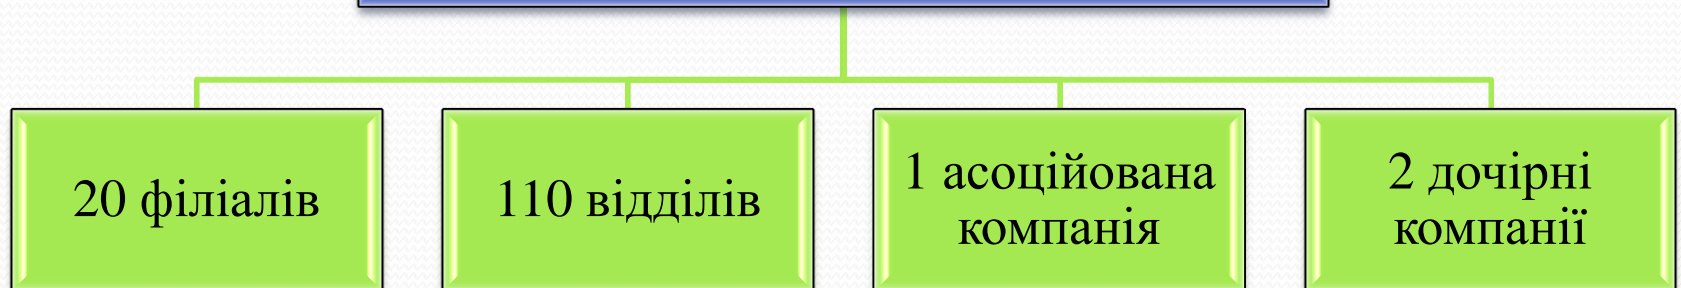 20 філіалів
110 відділів
1 асоційована
компанія
2 дочірні
компанії